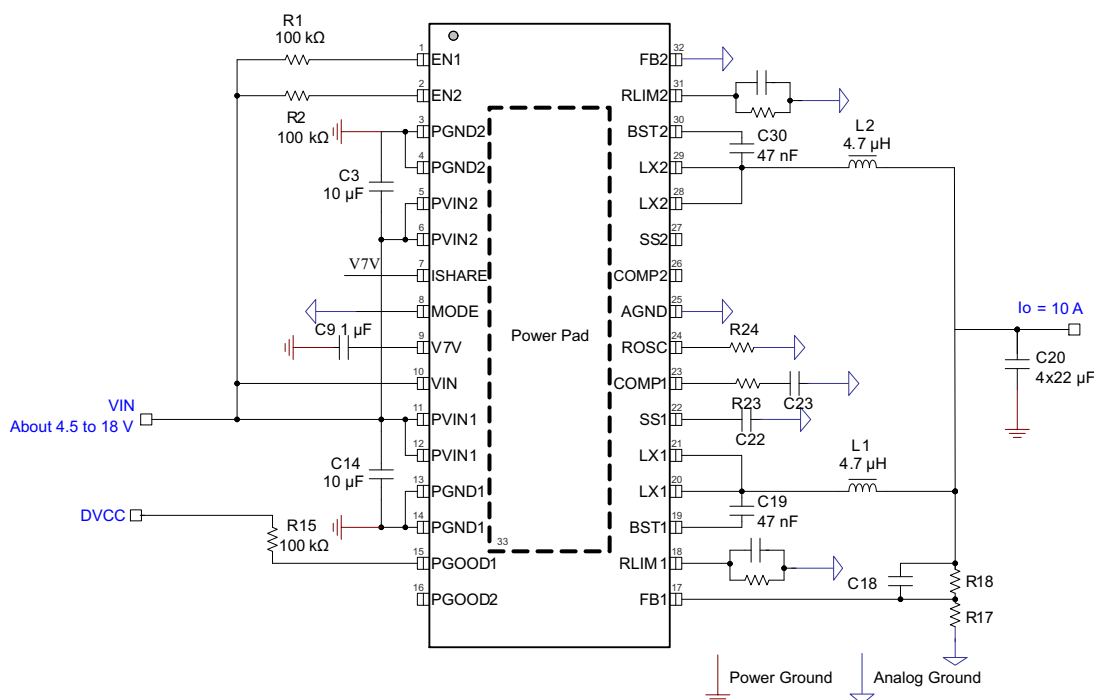 R1
100 kΩ
R2
100 kΩ
C3
10 µF
V7V
C9 1 µF
VIN
About 4.5 to 18 V
C14
10 µF
DVCC
R15
100 kΩ
1 EN1
2 EN2
3 PGND2
4 PGND2
5 PVIN2
6 PVIN2
7 ISHARE
8 MODE
9 V7V
10 VIN
11 PVIN1
12 PVIN1
13 PGND1
14 PGND1
15 PGOOD1
16 PGOOD2
Power Pad
33
FB2 32
RLIM2 31
BST2 30
LX2 29
LX2 28
SS2 27
COMP2 26
AGND 25
ROSC 24
COMP1 23
SS1 22
LX1 21
LX1 20
BST1 19
RLIM1 18
FB1 17
C30
47 nF
L2
4.7 µH
Io = 10 A
C20
4x22 µF
R24
R23
C23
C22
L1
4.7 µH
C19
47 nF
C18
R18
R17
Power Ground
Analog Ground